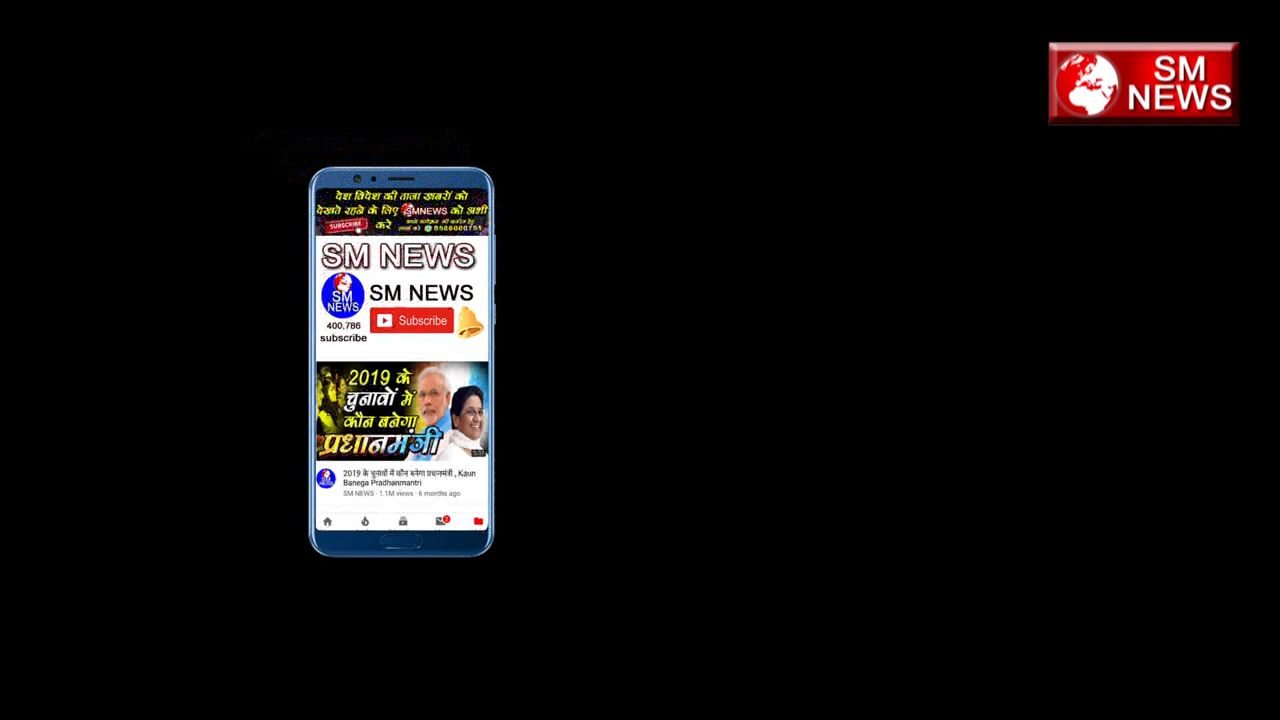 SM
NEWS
देश विदेश की ताजा खबरों को
देखते रहने के लिए SMNEWS को अभी
SUBSCRIBE करे
SM NEWS
SM
NEWS
SM NEWS
Subscribe
400,786
subscribe
2019 के
चुनावों में
कौन बनेगा
प्रधानमंत्री
2019 के चुनावों में कौन बनेगा प्रधानमंत्री , Kaun
Banega Pradhanmantri
SM NEWS · 1.1M views · 6 months ago